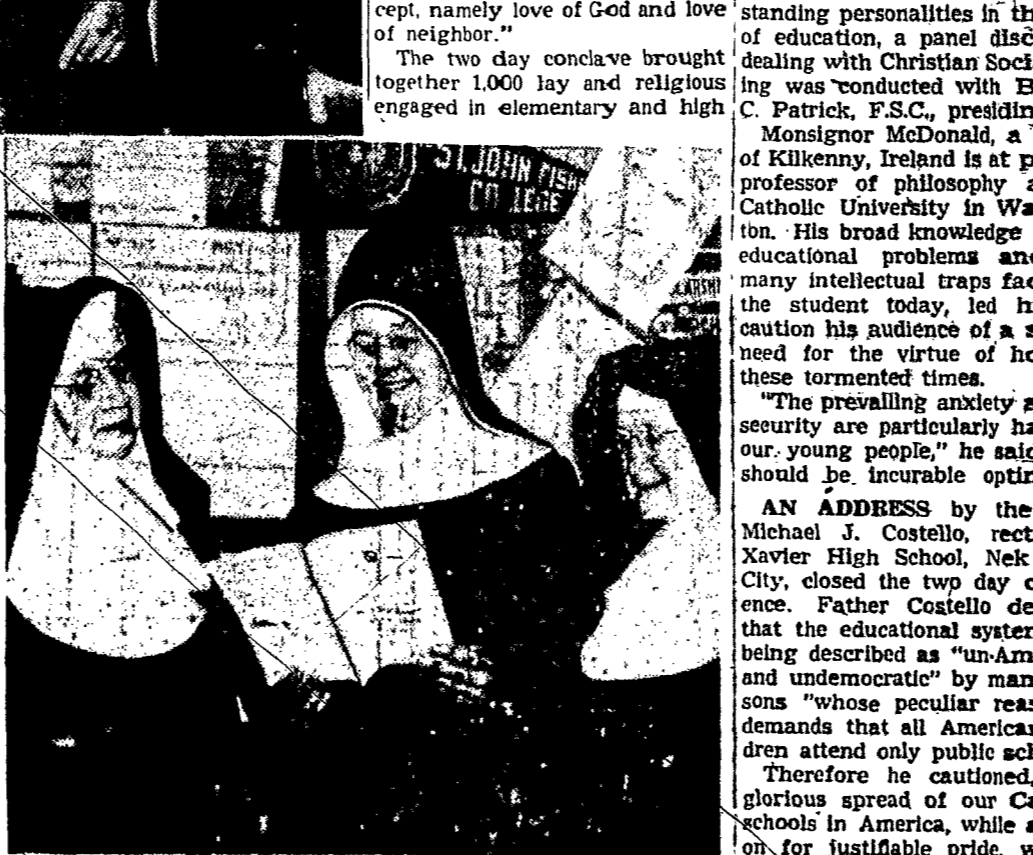 cept, namely love of God and love
of neighbor."
The two day conclave brought
together 1,000 lay and religious
engaged in elementary and high
ST. JOHN FISH
COLLEGE
standing personalities in th
of education, a panel disc
dealing with Christian Soci
ing was conducted with B
C. Patrick, F.S.C., presidin
Monsignor McDonald, a
of Kilkenny, Ireland is at p
professor of philosophy a
Catholic University in Wa
ton. His broad knowledge
educational problems and
many intellectual traps fac
the student today, led h
caution his audience of a s
need for the virtue of ho
these tormented times.
"The prevailing anxiety a
security are particularly ha
our young people," he said
should be incurable optim
AN ADDRESS by the
Michael J. Costello, rect
Xavier High School, Nek
City, closed the two day c
ence. Father Costello de
that the educational system
being described as "un-Am
and undemocratic" by man
sons "whose peculiar reas
demands that all American
dren attend only public sch
Therefore he cautioned,
glorious spread of our Ca
schools in America, while a
on for justifiable pride, w